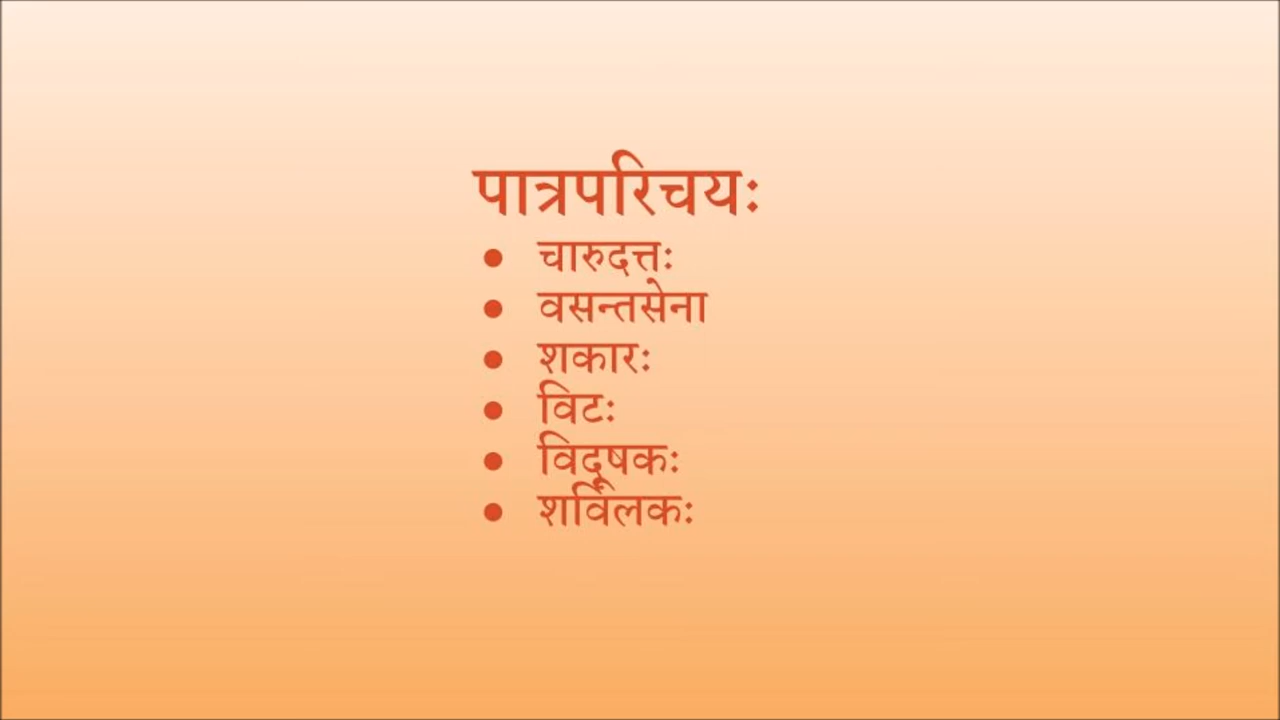 पात्रपरिचयः
• चारुदत्तः
• वसन्तसेना
• शकारः
• विटः
• विदूषकः
• शर्विलकः